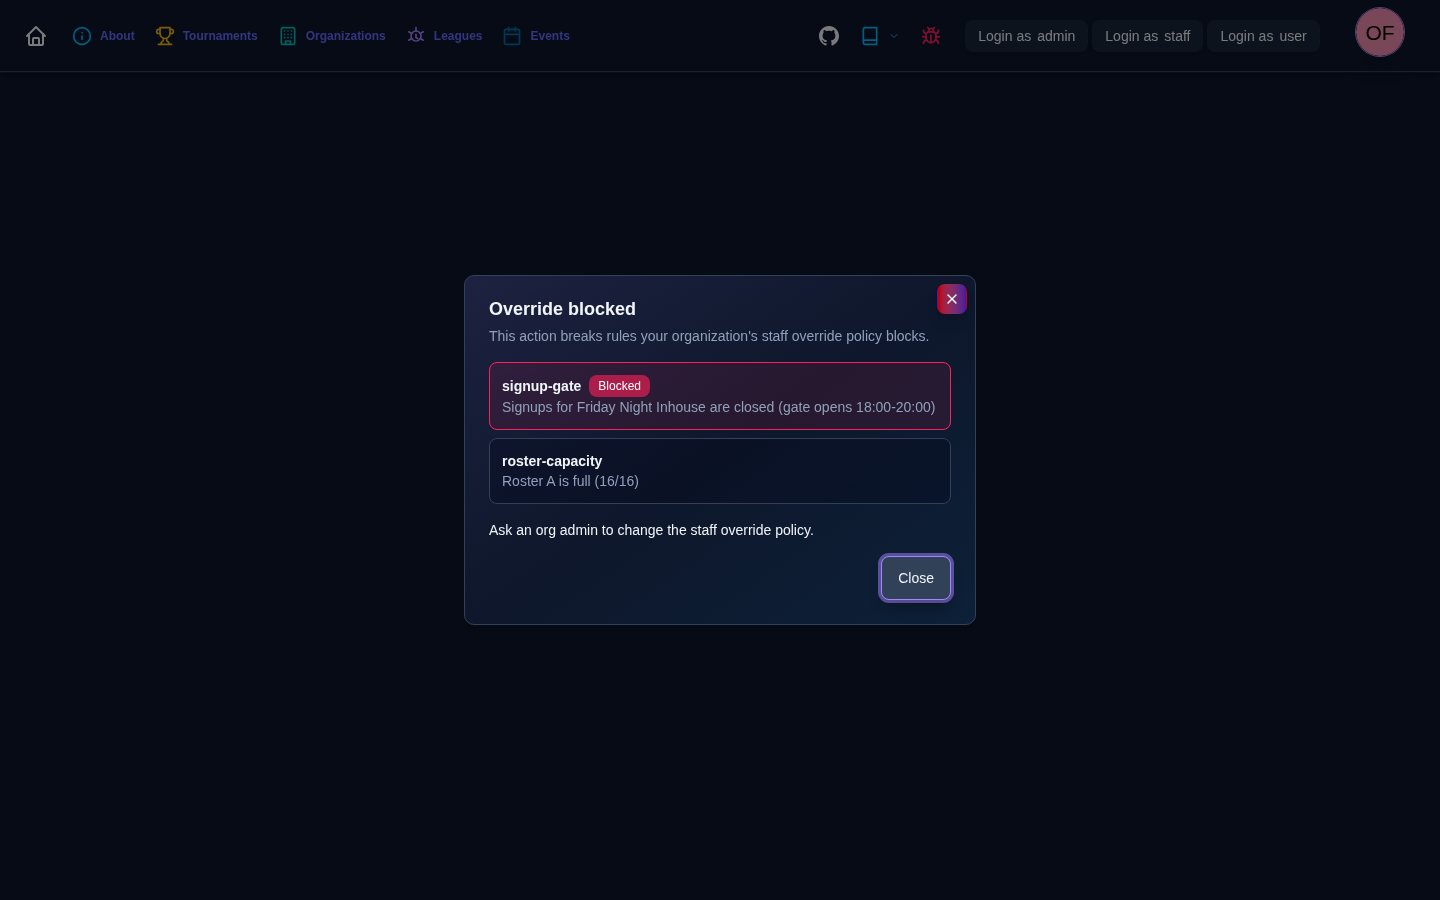 About Tournaments Organizations Leagues Events Login as admin Login as staff Login as user OF
Override blocked
This action breaks rules your organization's staff override policy blocks.
signup-gate Blocked
Signups for Friday Night Inhouse are closed (gate opens 18:00-20:00)
roster-capacity
Roster A is full (16/16)
Ask an org admin to change the staff override policy.
Close